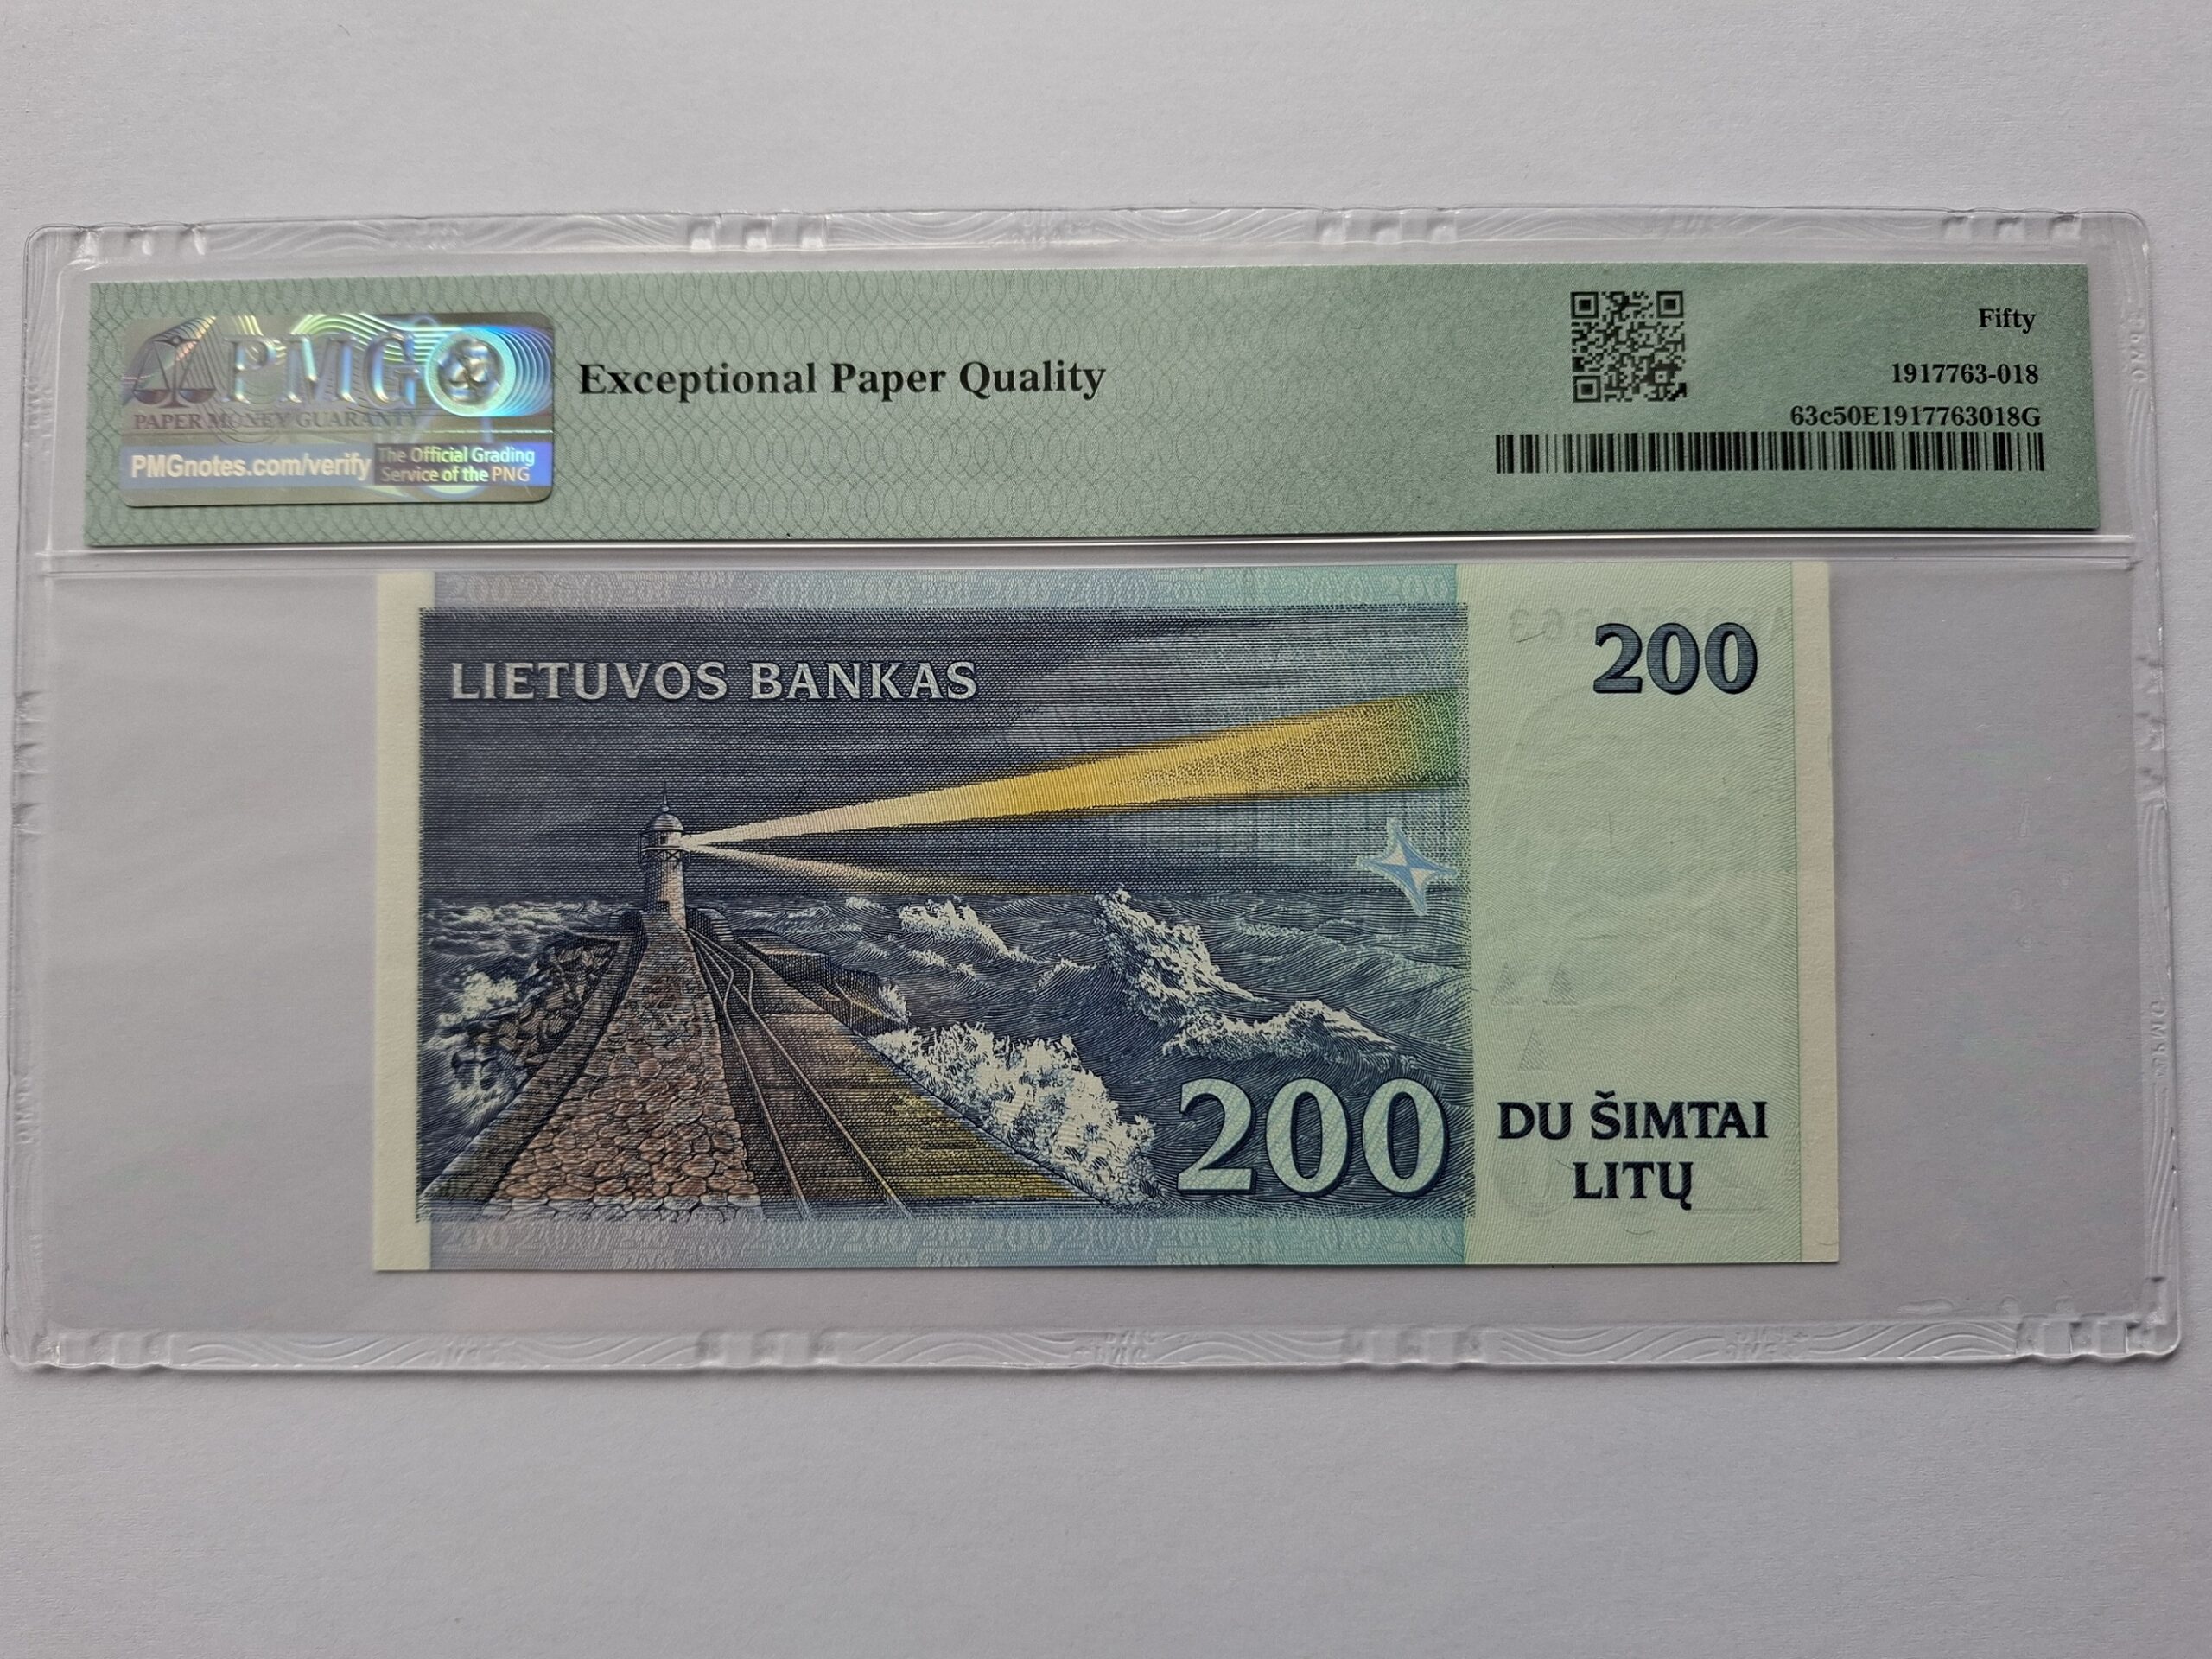 PMG
PAPER MONEY GUARANTY
PMGnotes.com/verify
The Official Grading
Service of the PNG
Exceptional Paper Quality
Fifty
1917763-018
63c50E1917763018G
LIETUVOS BANKAS
200
200
DU ŠIMTAI
LITŲ